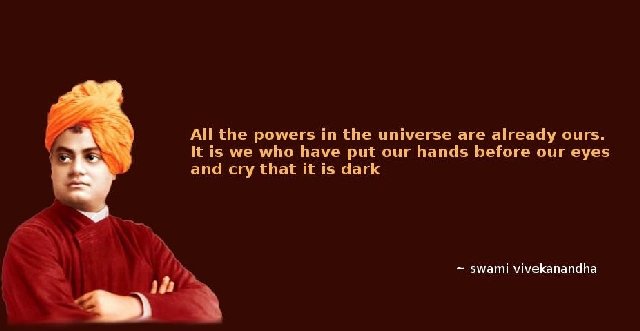 All the powers in the universe are already ours.
It is we who have put our hands before our eyes
and cry that it is dark
~ swami vivekanandha